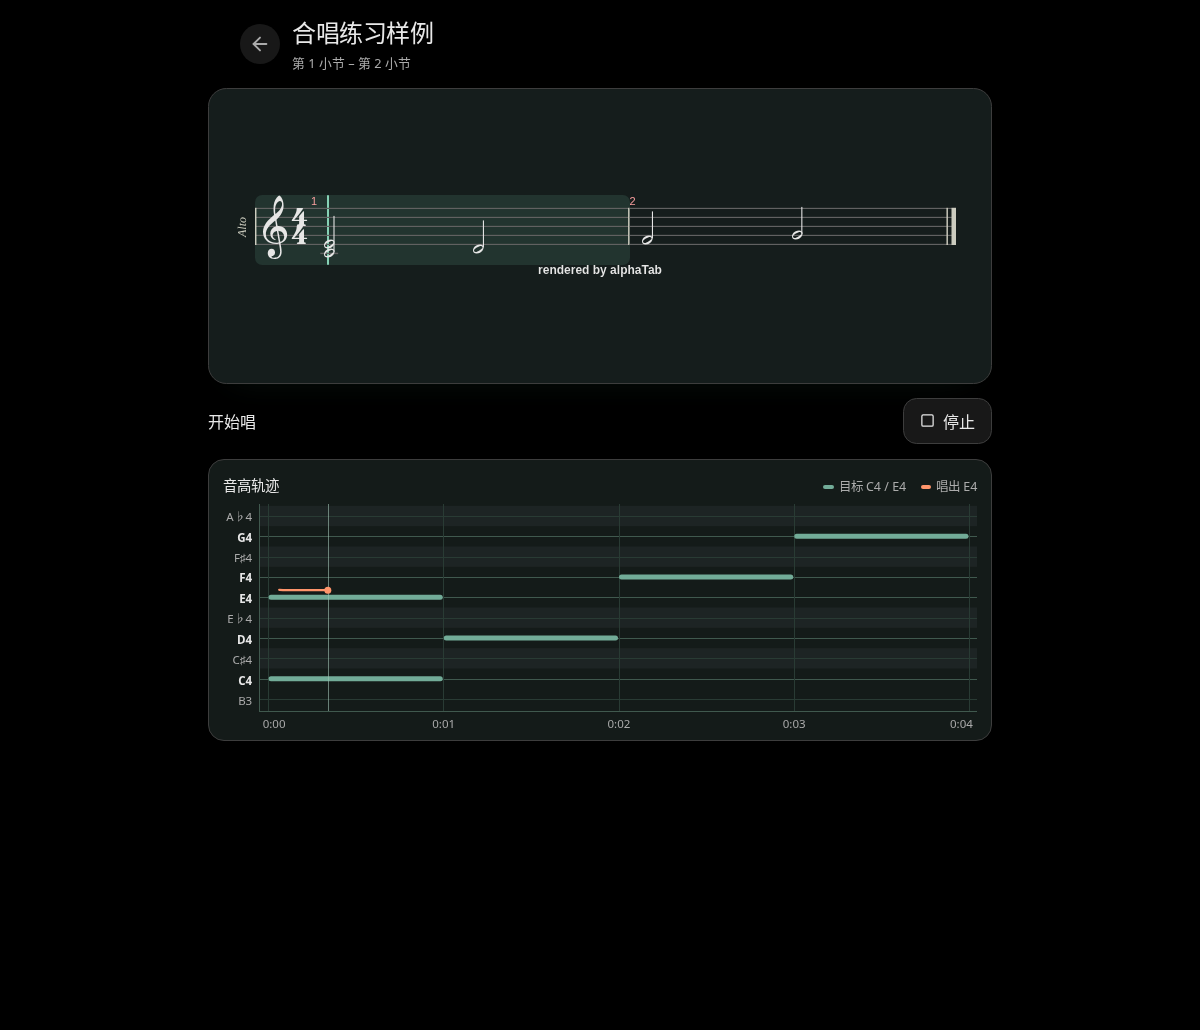 合唱练习样例
第 1 小节 – 第 2 小节
Alto
1
2
4
4
rendered by alphaTab
开始唱
停止
音高轨迹
目标 C4 / E4
唱出 E4
A♭4
G4
F♯4
F4
E4
E♭4
D4
C♯4
C4
B3
0:00
0:01
0:02
0:03
0:04